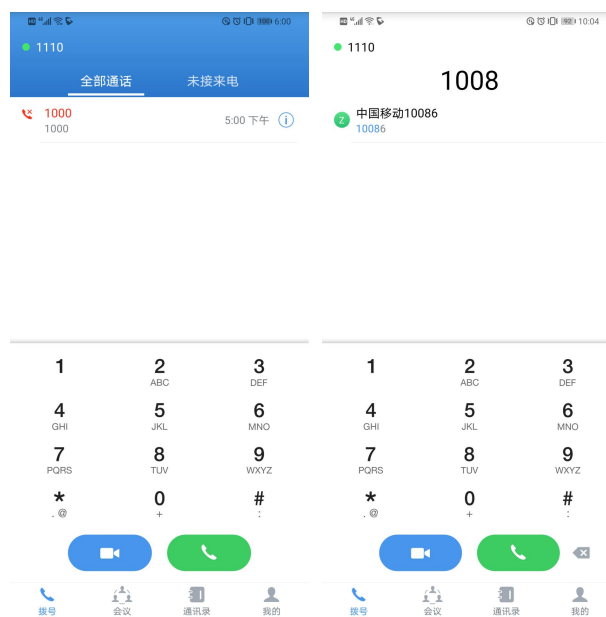 6:00
1110
全部通话 未接来电
1000
1000
5:00 下午
1
2 ABC
3 DEF
4 GHI
5 JKL
6 MNO
7 PQRS
8 TUV
9 WXYZ
* . @
0 +
# :
拨号 会议 通讯录 我的
10:04
1110
1008
Z
中国移动10086
10086
1
2 ABC
3 DEF
4 GHI
5 JKL
6 MNO
7 PQRS
8 TUV
9 WXYZ
* . @
0 +
# :
拨号 会议 通讯录 我的